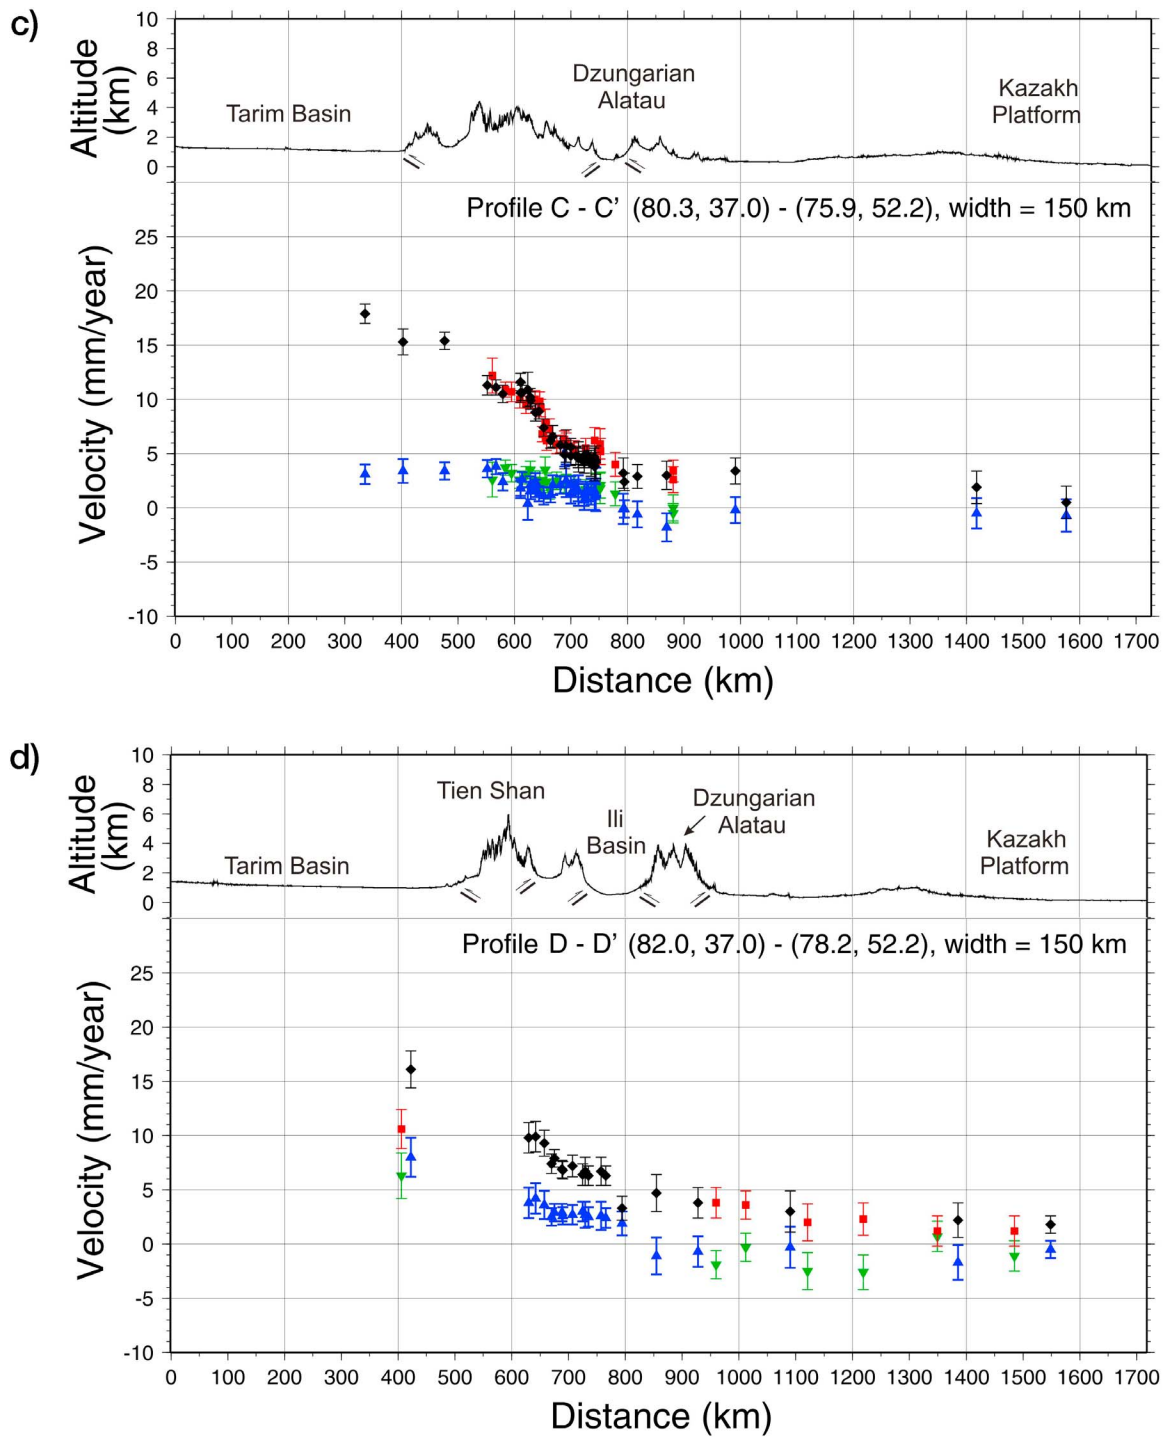 c)
Altitude
(km)
10
8
6
4
2
0
Tarim Basin
Dzungarian
Alatau
Kazakh
Platform
Profile C - C’ (80.3, 37.0) - (75.9, 52.2), width = 150 km
Velocity (mm/year)
25
20
15
10
5
0
-5
-10
0 100 200 300 400 500 600 700 800 900 1000 1100 1200 1300 1400 1500 1600 1700
Distance (km)
d)
Altitude
(km)
10
8
6
4
2
0
Tarim Basin
Tien Shan
Ili
Basin
Dzungarian
Alatau
Kazakh
Platform
Profile D - D’ (82.0, 37.0) - (78.2, 52.2), width = 150 km
Velocity (mm/year)
25
20
15
10
5
0
-5
-10
0 100 200 300 400 500 600 700 800 900 1000 1100 1200 1300 1400 1500 1600 1700
Distance (km)